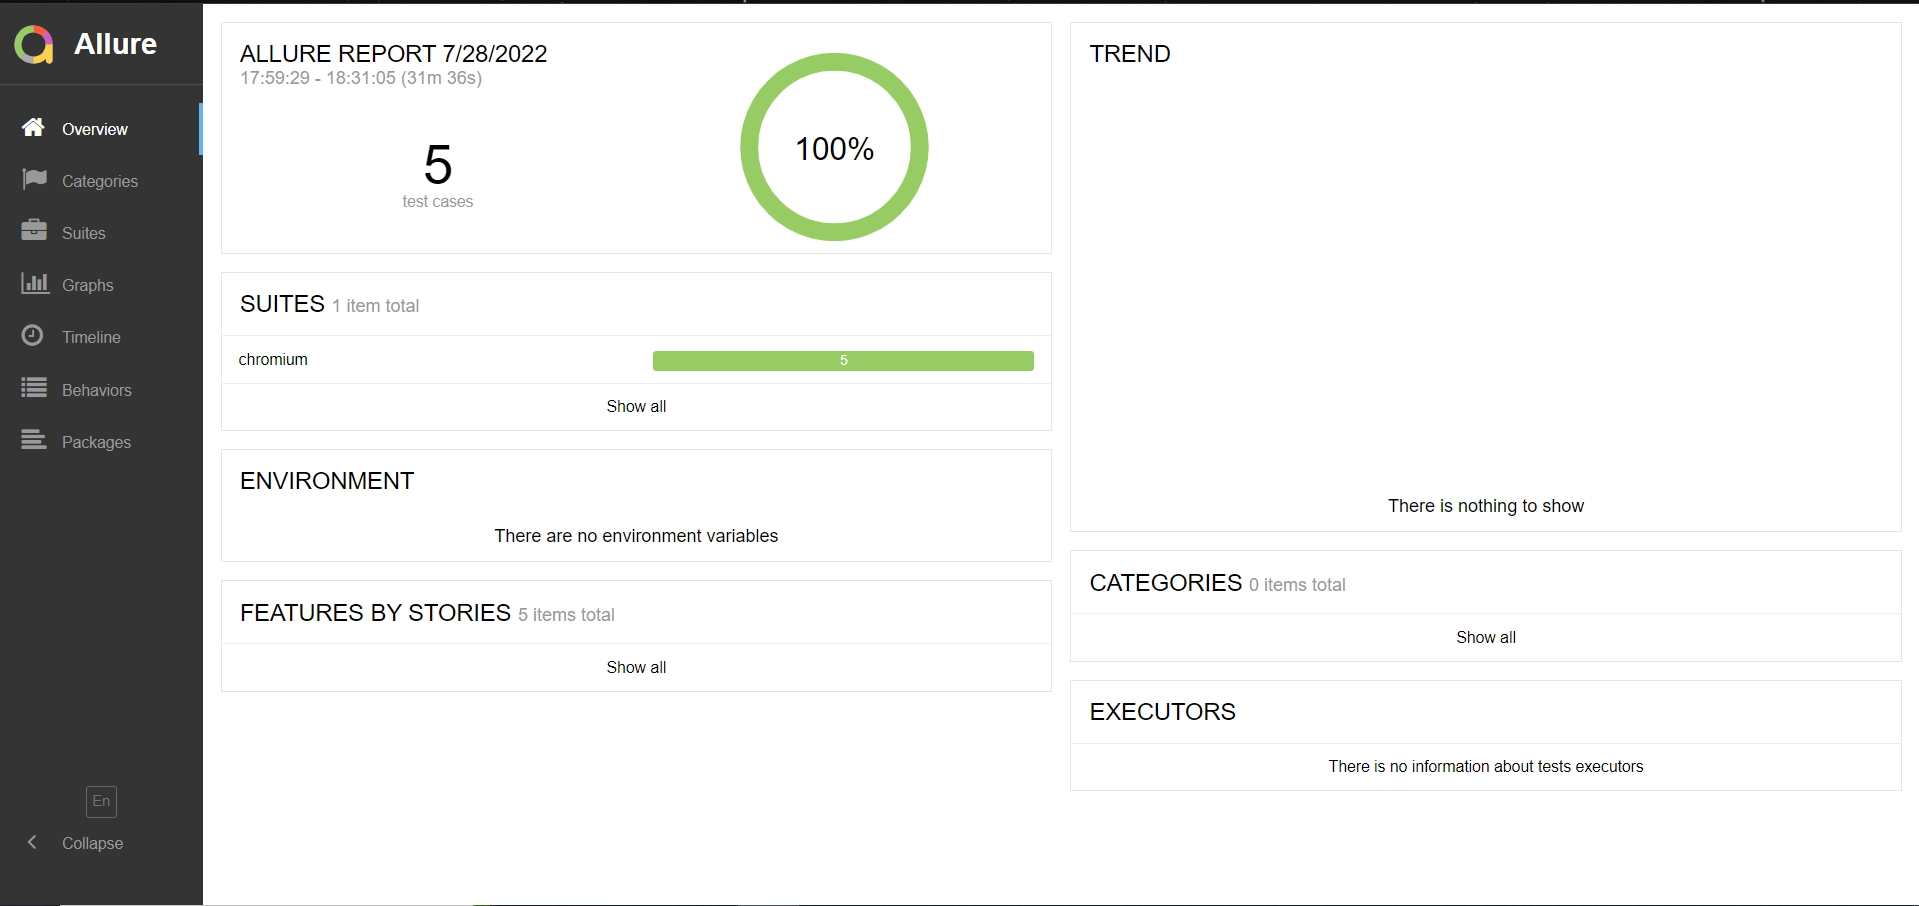 Allure
Overview
Categories
Suites
Graphs
Timeline
Behaviors
Packages
En
Collapse
ALLURE REPORT 7/28/2022
17:59:29 - 18:31:05 (31m 36s)
5
test cases
100%
SUITES 1 item total
chromium 5
Show all
ENVIRONMENT
There are no environment variables
FEATURES BY STORIES 5 items total
Show all
TREND
There is nothing to show
CATEGORIES 0 items total
Show all
EXECUTORS
There is no information about tests executors